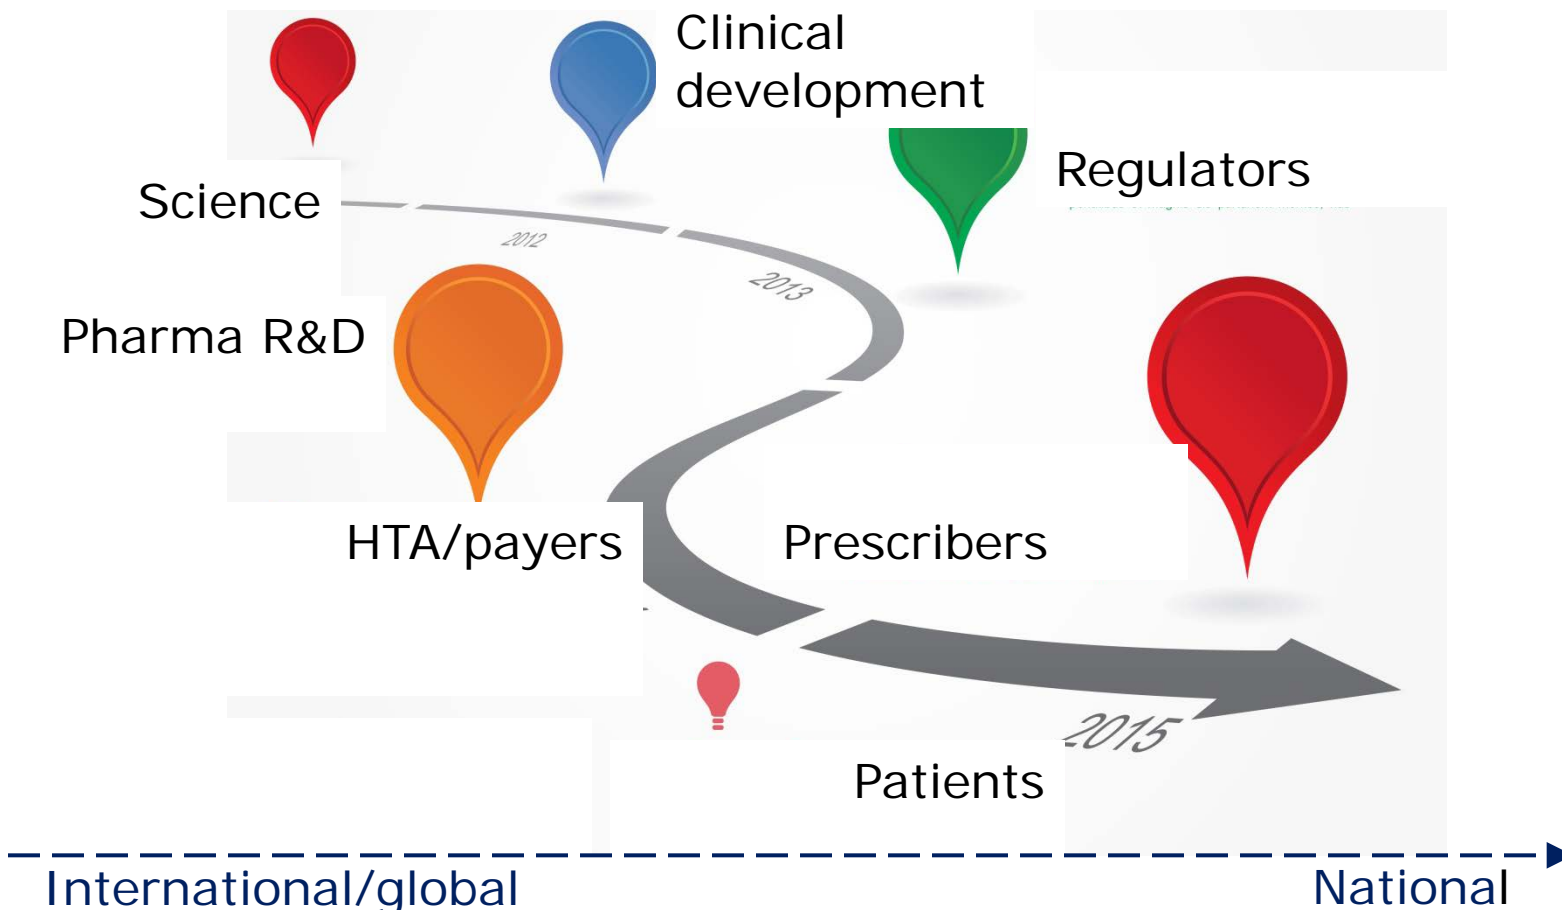 Clinical
development
Regulators
Science
2012
2013
Pharma R&D
HTA/payers
Prescribers
2015
Patients
International/global
National